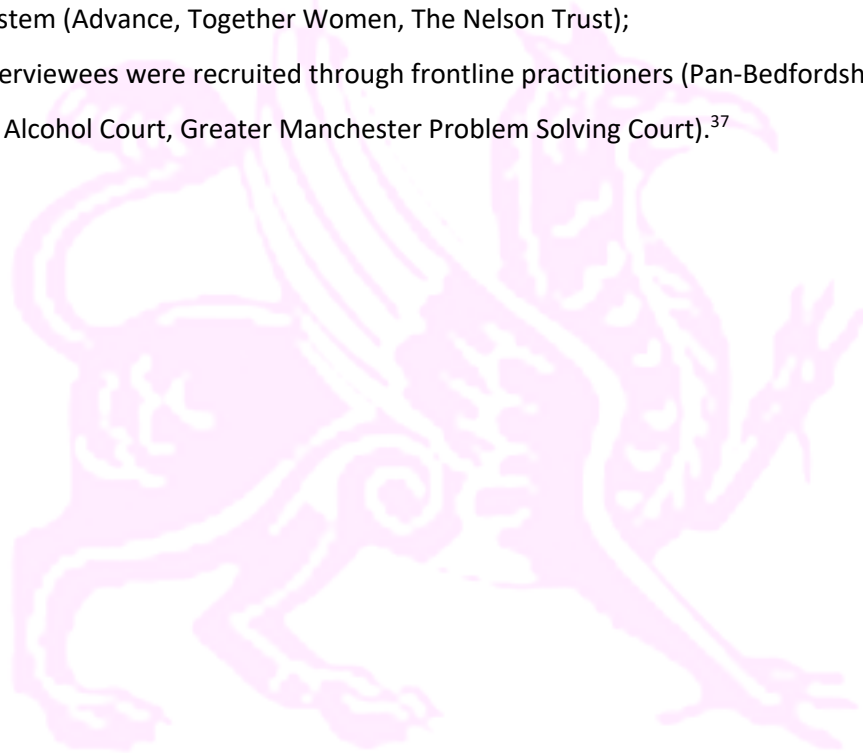 stem (Advance, Together Women, The Nelson Trust);
erviewees were recruited through frontline practitioners (Pan-Bedfordsh
Alcohol Court, Greater Manchester Problem Solving Court).37